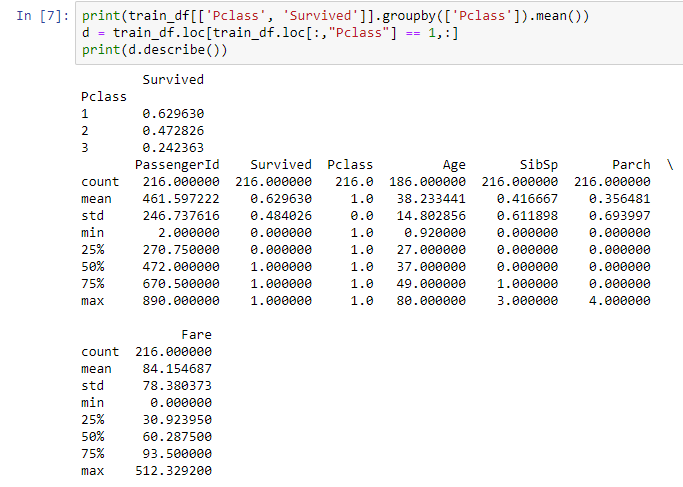 In [7]: print(train_df[['Pclass', 'Survived']].groupby(['Pclass']).mean())
d = train_df.loc[train_df.loc[:,"Pclass"] == 1,:]
print(d.describe())
Survived
Pclass
1 0.629630
2 0.472826
3 0.242363
PassengerId Survived Pclass Age SibSp Parch \
count 216.000000 216.000000 216.0 186.000000 216.000000 216.000000
mean 461.597222 0.629630 1.0 38.233441 0.416667 0.356481
std 246.737616 0.484026 0.0 14.802856 0.611898 0.693997
min 2.000000 0.000000 1.0 0.920000 0.000000 0.000000
25% 270.750000 0.000000 1.0 27.000000 0.000000 0.000000
50% 472.000000 1.000000 1.0 37.000000 0.000000 0.000000
75% 670.500000 1.000000 1.0 49.000000 1.000000 0.000000
max 890.000000 1.000000 1.0 80.000000 3.000000 4.000000
Fare
count 216.000000
mean 84.154687
std 78.380373
min 0.000000
25% 30.923950
50% 60.287500
75% 93.500000
max 512.329200